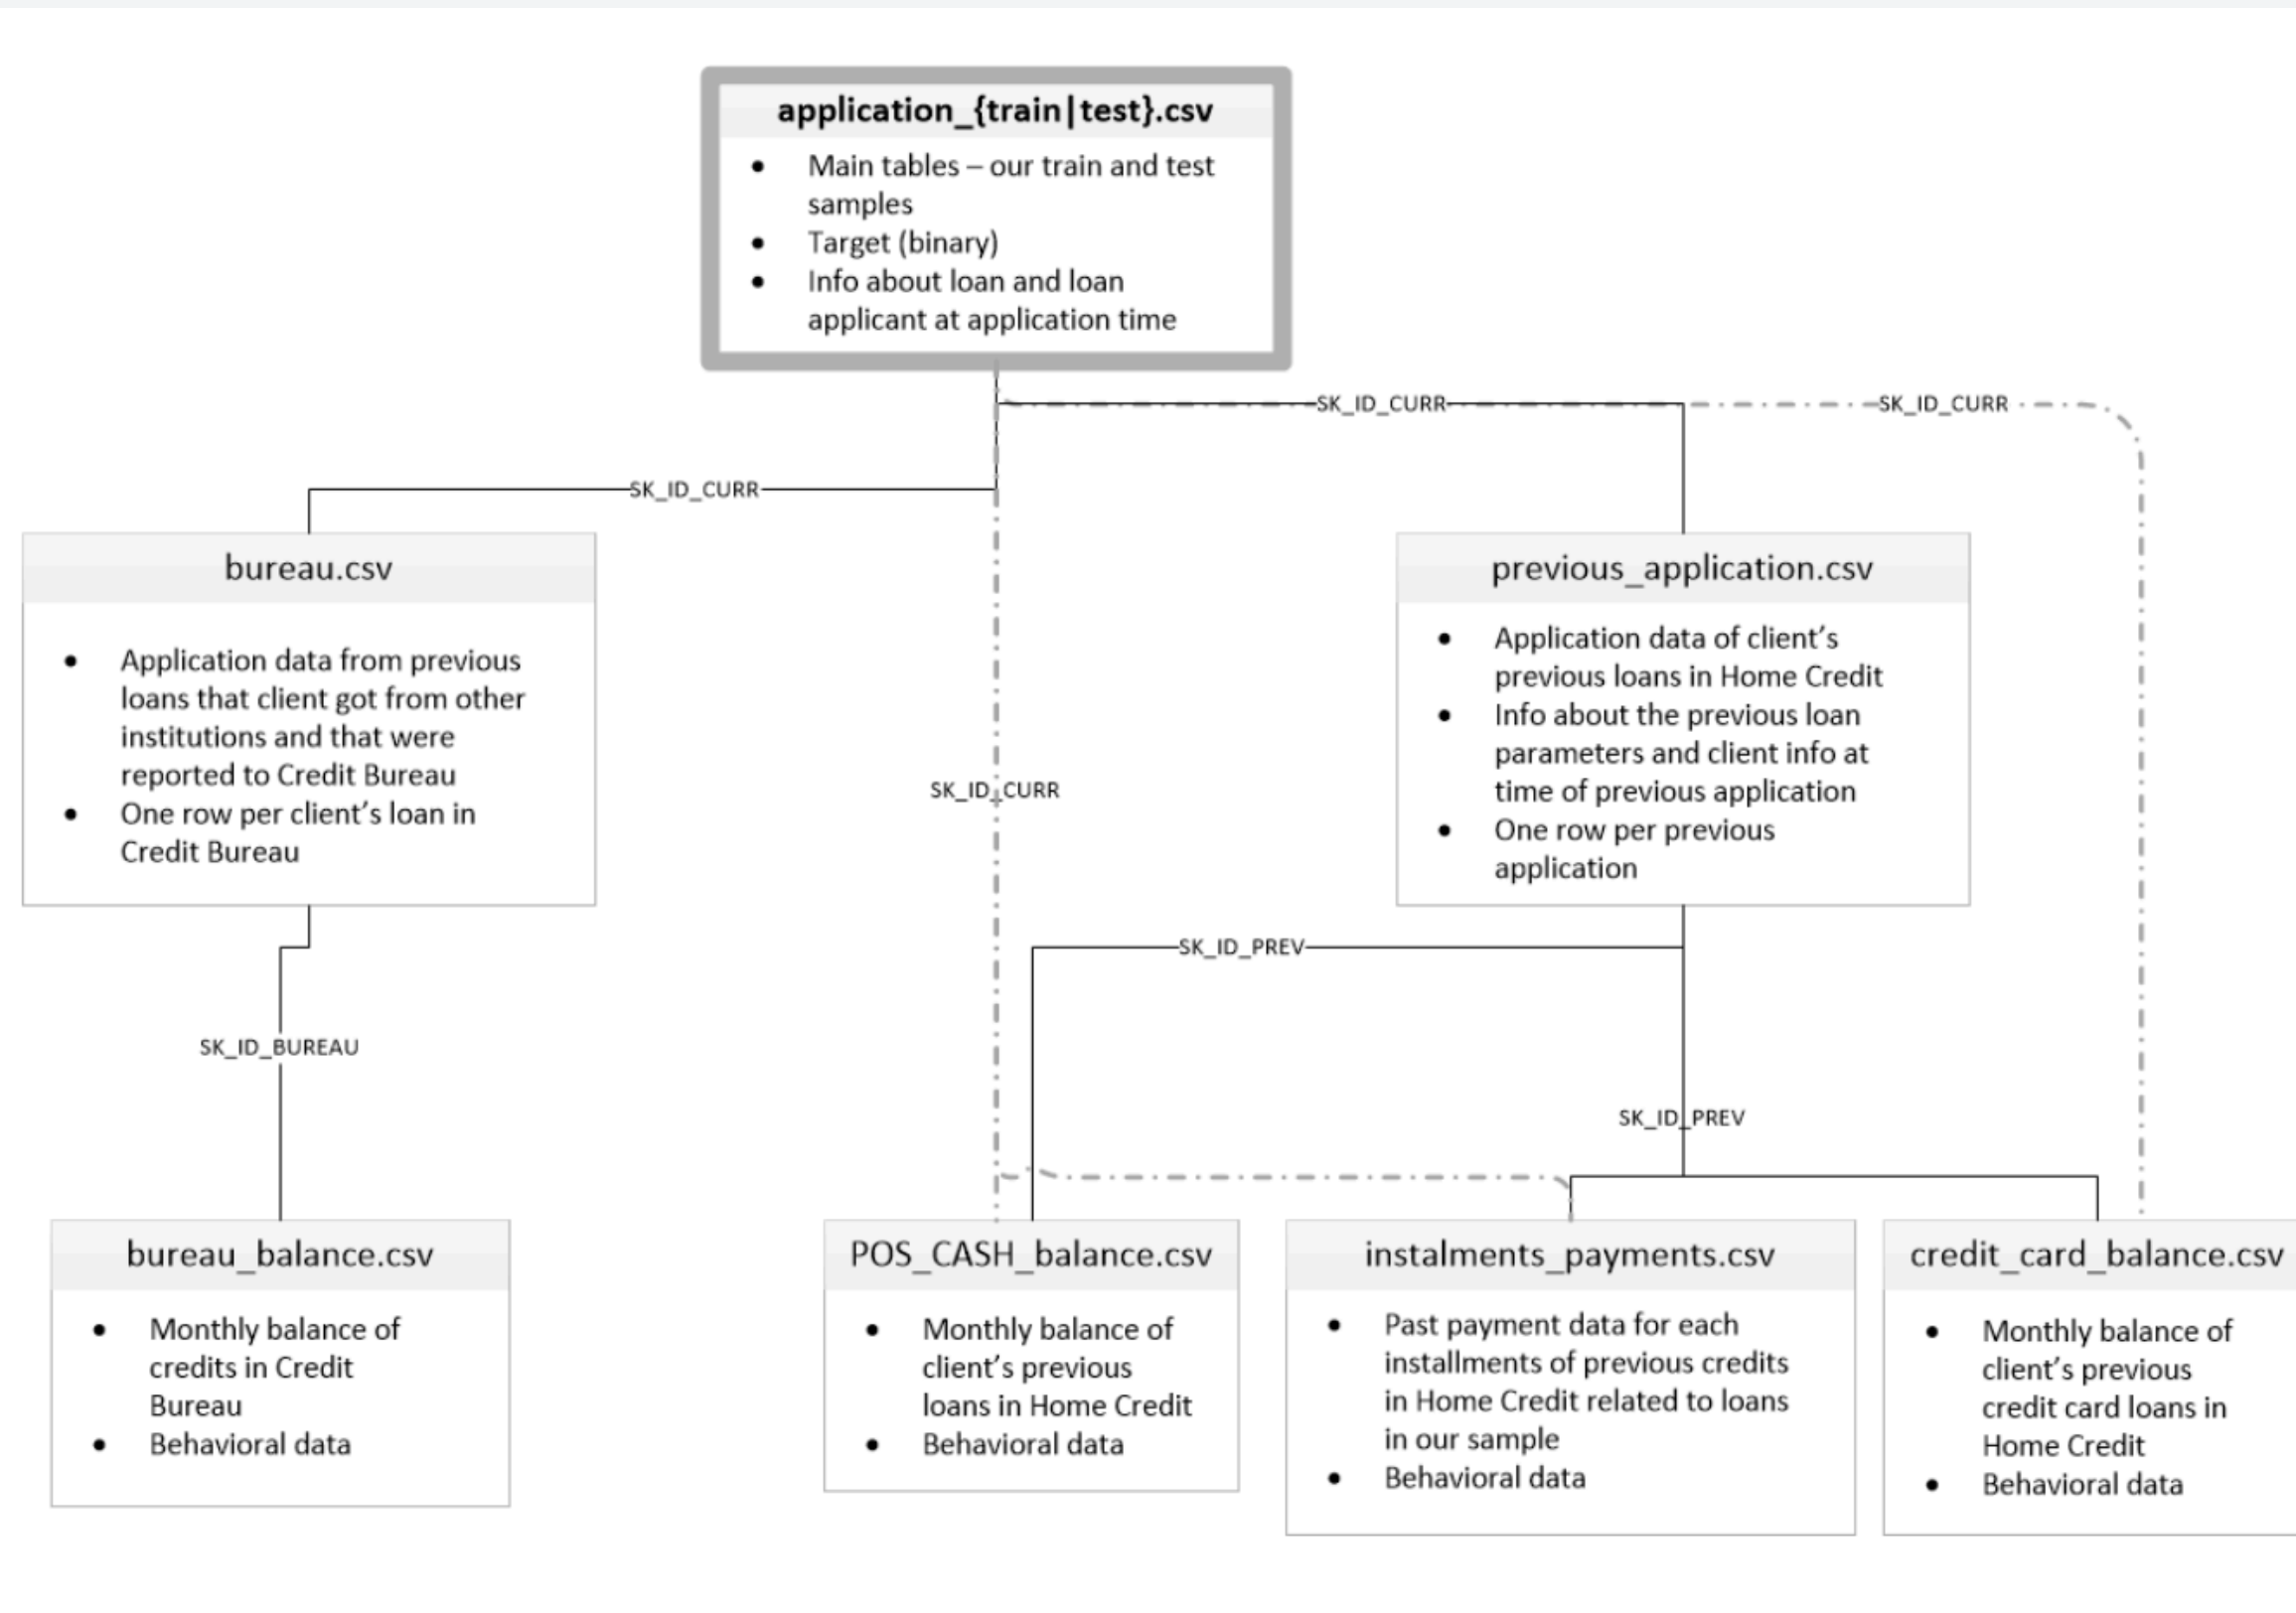 application_{train|test}.csv
• Main tables – our train and test
samples
• Target (binary)
• Info about loan and loan
applicant at application time
SK_ID_CURR
SK_ID_CURR
SK_ID_CURR
bureau.csv
• Application data from previous
loans that client got from other
institutions and that were
reported to Credit Bureau
• One row per client’s loan in
Credit Bureau
previous_application.csv
• Application data of client’s
previous loans in Home Credit
• Info about the previous loan
parameters and client info at
time of previous application
• One row per previous
application
SK_ID_CURR
SK_ID_PREV
SK_ID_BUREAU
SK_ID_PREV
bureau_balance.csv
• Monthly balance of
credits in Credit
Bureau
• Behavioral data
POS_CASH_balance.csv
• Monthly balance of
client’s previous
loans in Home Credit
• Behavioral data
instalments_payments.csv
• Past payment data for each
installments of previous credits
in Home Credit related to loans
in our sample
• Behavioral data
credit_card_balance.csv
• Monthly balance of
client’s previous
credit card loans in
Home Credit
• Behavioral data